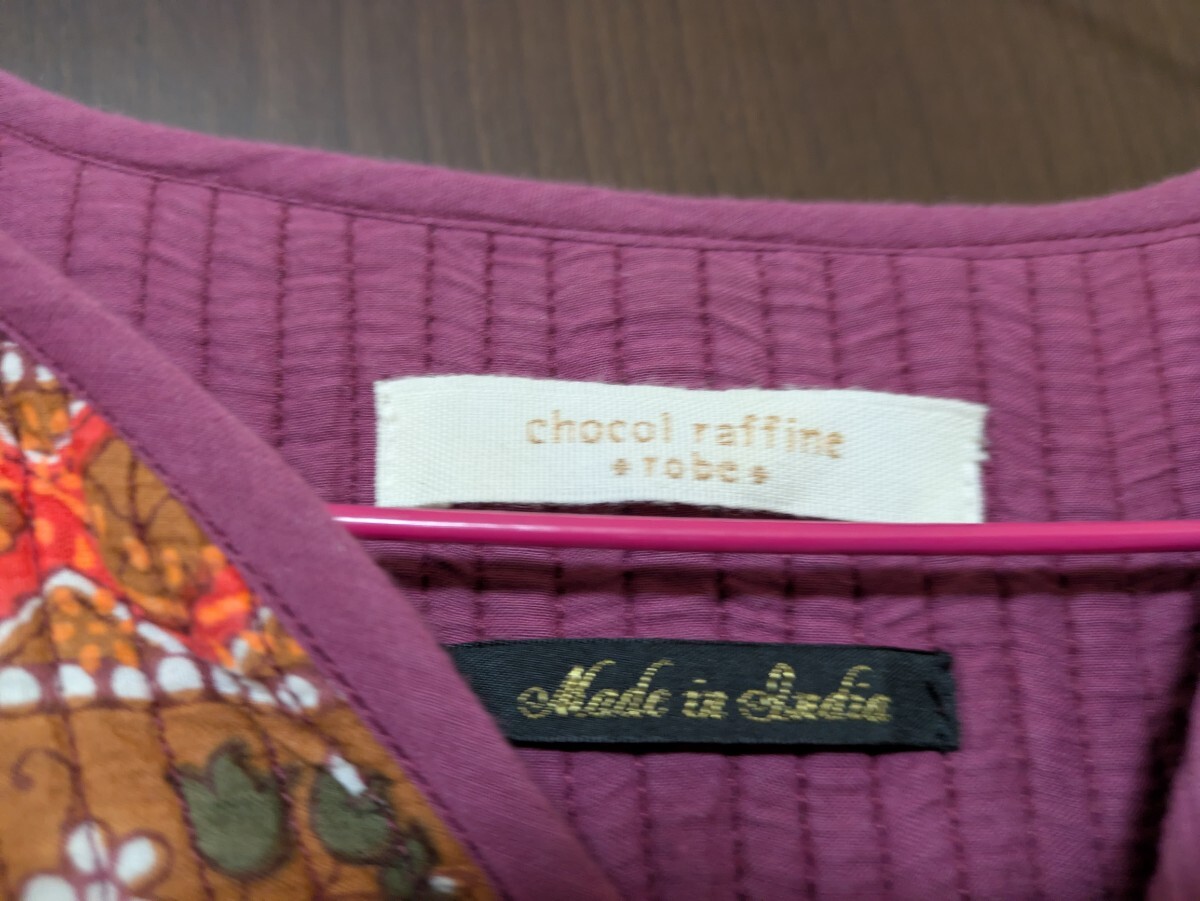 chocol raffine
robe
Made in India